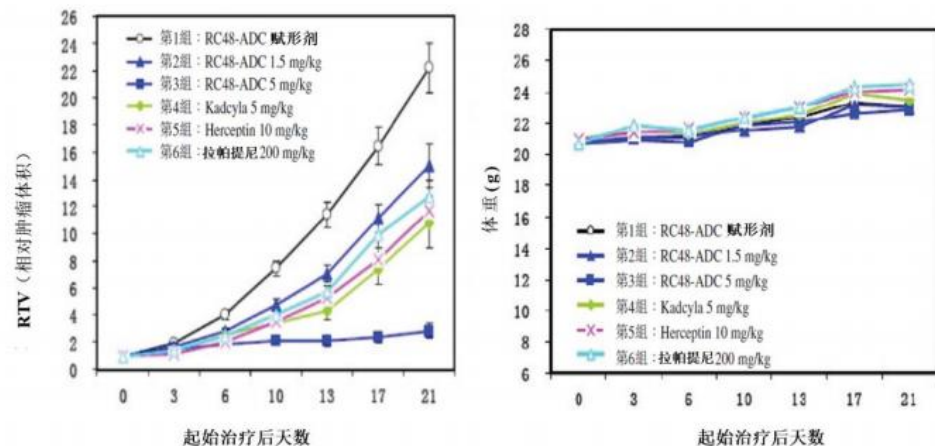 26
24
22
20
18
16
14
12
10
8
6
4
2
0
RTV（相对肿瘤体积）
第1组：RC48-ADC 赋形剂
第2组：RC48-ADC 1.5 mg/kg
第3组：RC48-ADC 5 mg/kg
第4组：Kadcyla 5 mg/kg
第5组：Herceptin 10 mg/kg
第6组：拉帕提尼200 mg/kg
0 3 6 10 13 17 21
起始治疗后天数
28
26
24
22
20
18
16
14
12
10
8
6
体重(g)
第1组：RC48-ADC 赋形剂
第2组：RC48-ADC 1.5 mg/kg
第3组：RC48-ADC 5 mg/kg
第4组：Kadcyla 5 mg/kg
第5组：Herceptin 10 mg/kg
第6组：拉帕提尼200 mg/kg
0 3 6 10 13 17 21
起始治疗后天数